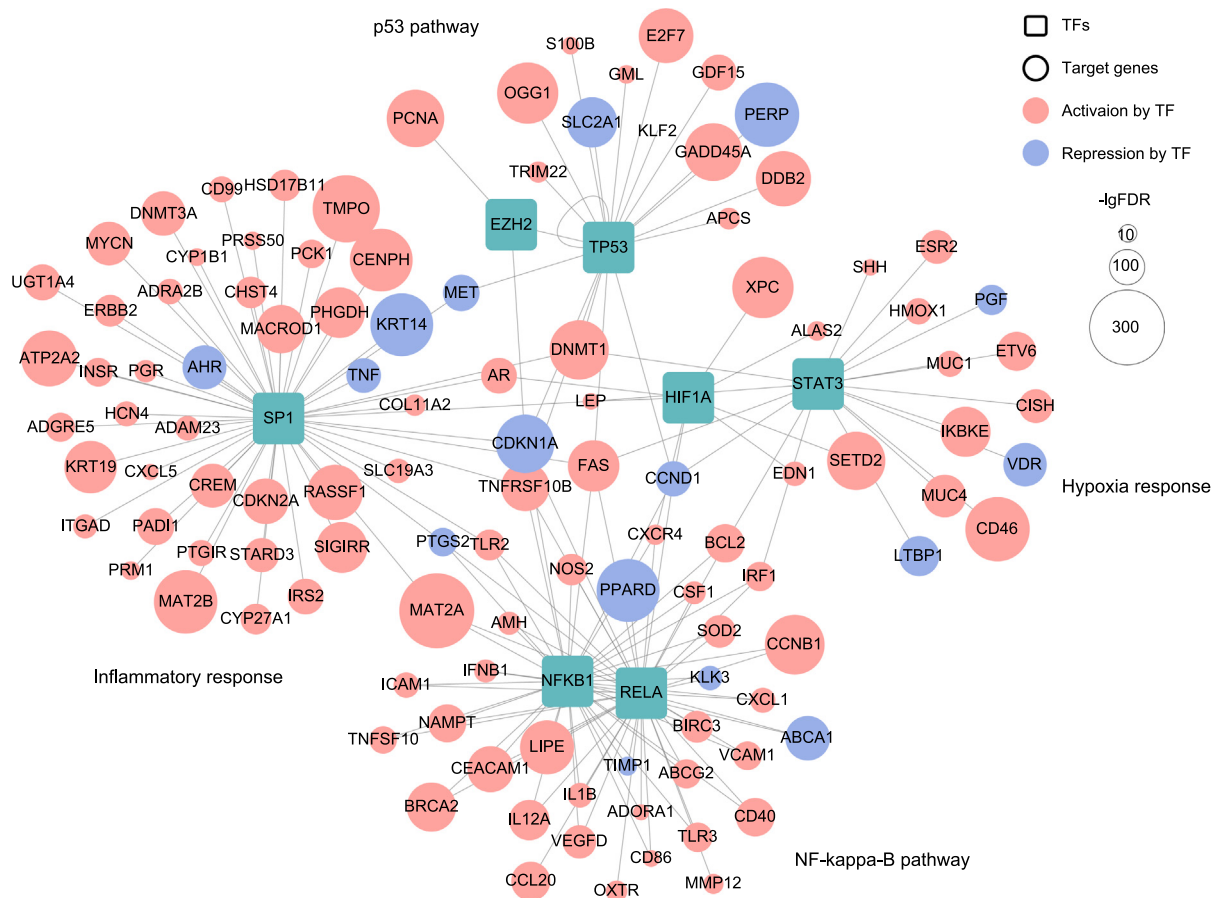 p53 pathway
TFs
Target genes
Activaion by TF
Repression by TF
-lgFDR
10
100
300
S100B
E2F7
GML
GDF15
OGG1
PCNA
SLC2A1
KLF2
PERP
GADD45A
TRIM22
DDB2
APCS
EZH2
TP53
CD99
HSD17B11
DNMT3A
TMPO
MYCN
PRSS50
CYP1B1
PCK1
CENPH
UGT1A4
ADRA2B
CHST4
MET
ERBB2
MACROD1
PHGDH
KRT14
ATP2A2
INSR
PGR
AHR
TNF
ADGRE5
HCN4
ADAM23
SP1
COL11A2
AR
DNMT1
LEP
HIF1A
XPC
ALAS2
STAT3
SHH
ESR2
HMOX1
PGF
MUC1
ETV6
CISH
IKBKE
VDR
KRT19
CXCL5
CREM
CDKN2A
RASSF1
SLC19A3
CDKN1A
TNFRSF10B
FAS
CCND1
EDN1
SETD2
MUC4
CD46
LTBP1
Hypoxia response
ITGAD
PADI1
PTGIR
STARD3
SIGIRR
PRM1
MAT2B
CYP27A1
IRS2
Inflammatory response
PTGS2
TLR2
NOS2
CXCR4
BCL2
PPARD
CSF1
IRF1
MAT2A
AMH
SOD2
CCNB1
IFNB1
NFKB1
RELA
KLK3
ICAM1
CXCL1
NAMPT
TNFSF10
BIRC3
ABCA1
VCAM1
LIPE
CEACAM1
TIMP1
ABCG2
BRCA2
IL1B
IL12A
ADORA1
CD40
VEGFD
TLR3
CD86
CCL20
OXTR
MMP12
NF-kappa-B pathway